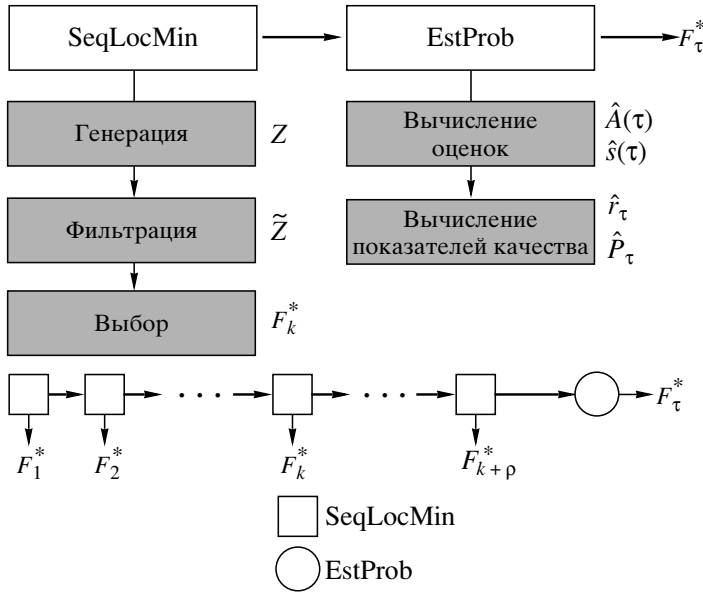 SeqLocMin
EstProb
F*τ
Генерация
Z
Вычисление
оценок
Â(τ)
ŝ(τ)
Фильтрация
Z̃
Вычисление
показателей качества
r̂τ
P̂τ
Выбор
F*k
. . .
. . .
F*τ
F*1
F*2
F*k
F*k + ρ
SeqLocMin
EstProb